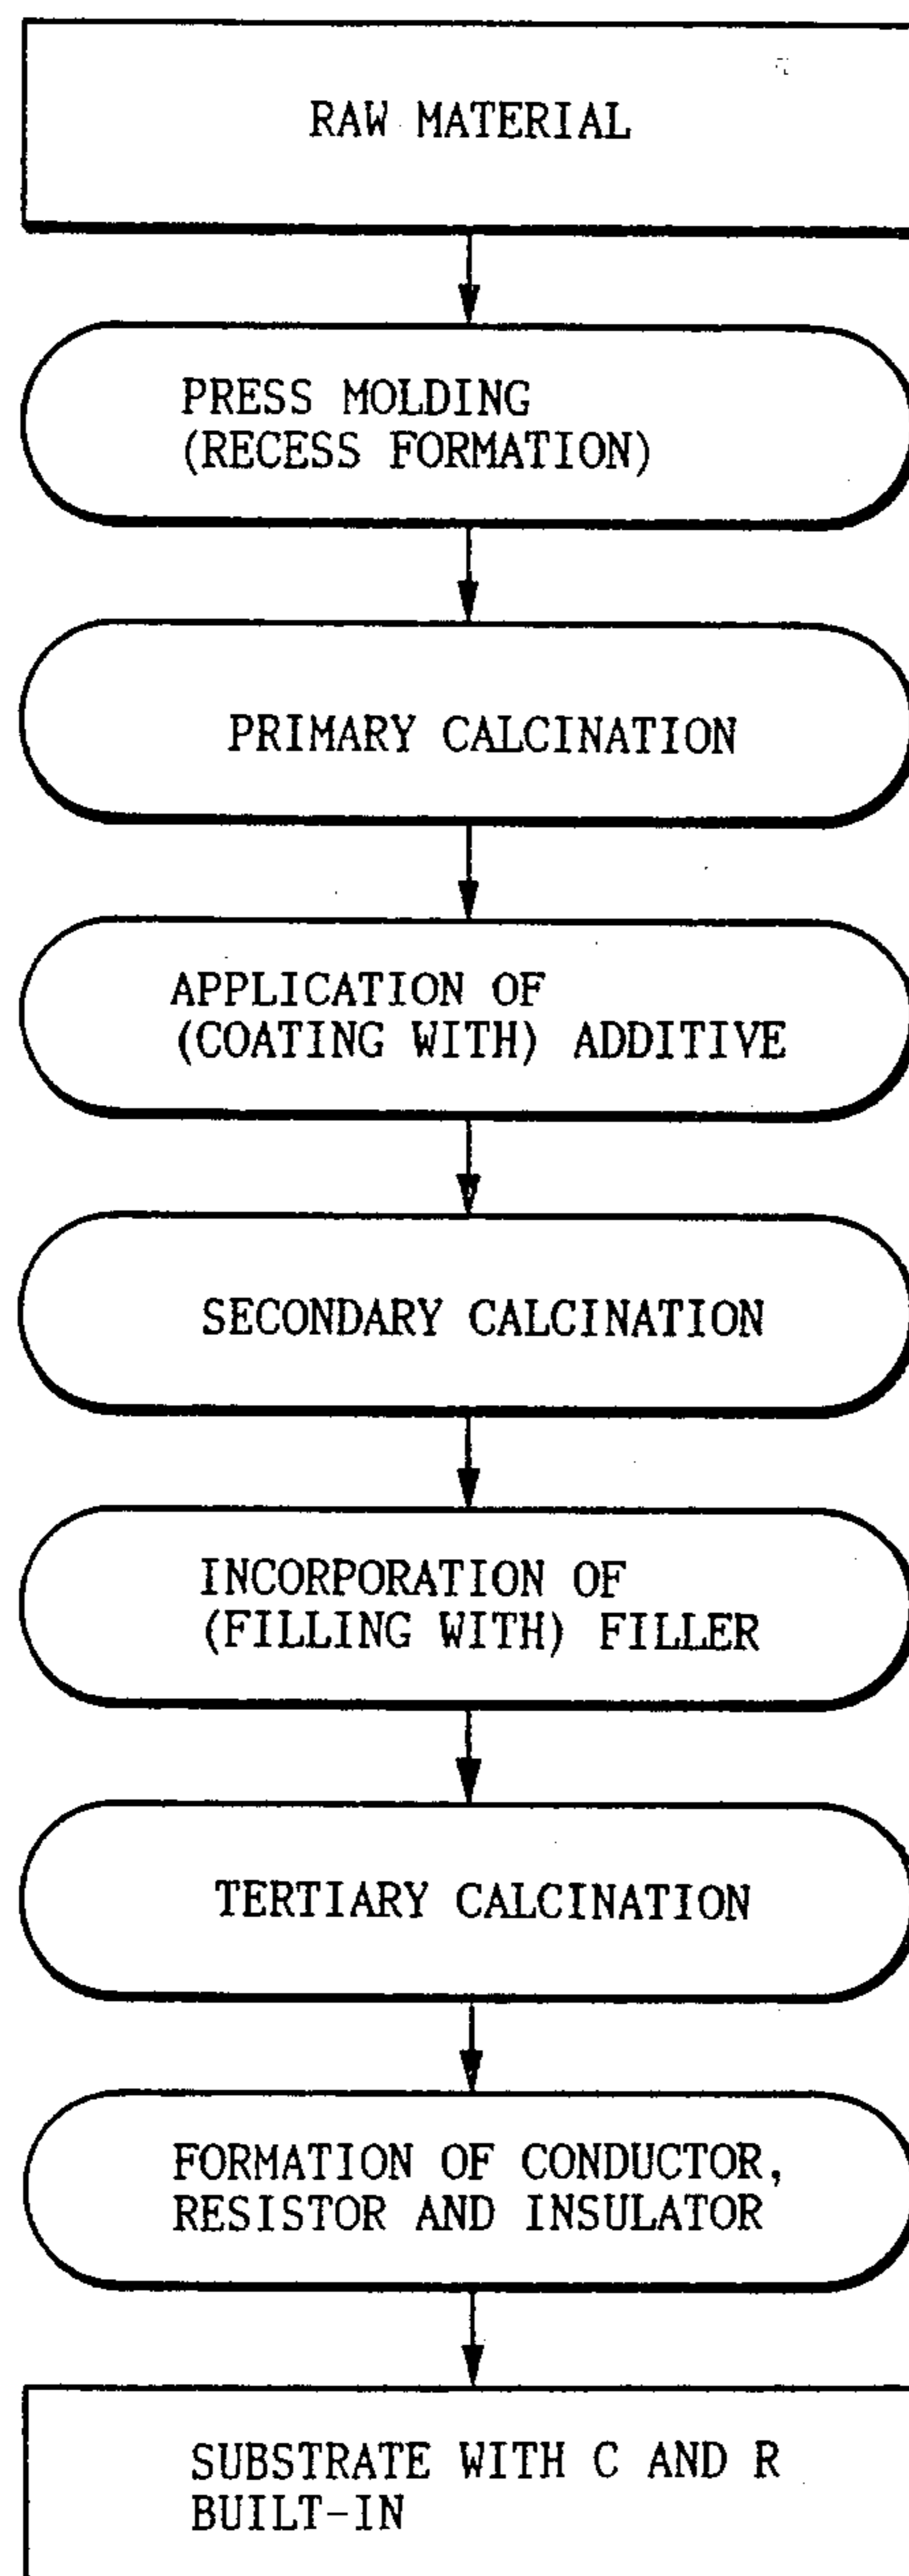 RAW MATERIAL
PRESS MOLDING
(RECESS FORMATION)
PRIMARY CALCINATION
APPLICATION OF
(COATING WITH) ADDITIVE
SECONDARY CALCINATION
INCORPORATION OF
(FILLING WITH) FILLER
TERTIARY CALCINATION
FORMATION OF CONDUCTOR,
RESISTOR AND INSULATOR
SUBSTRATE WITH C AND R
BUILT-IN